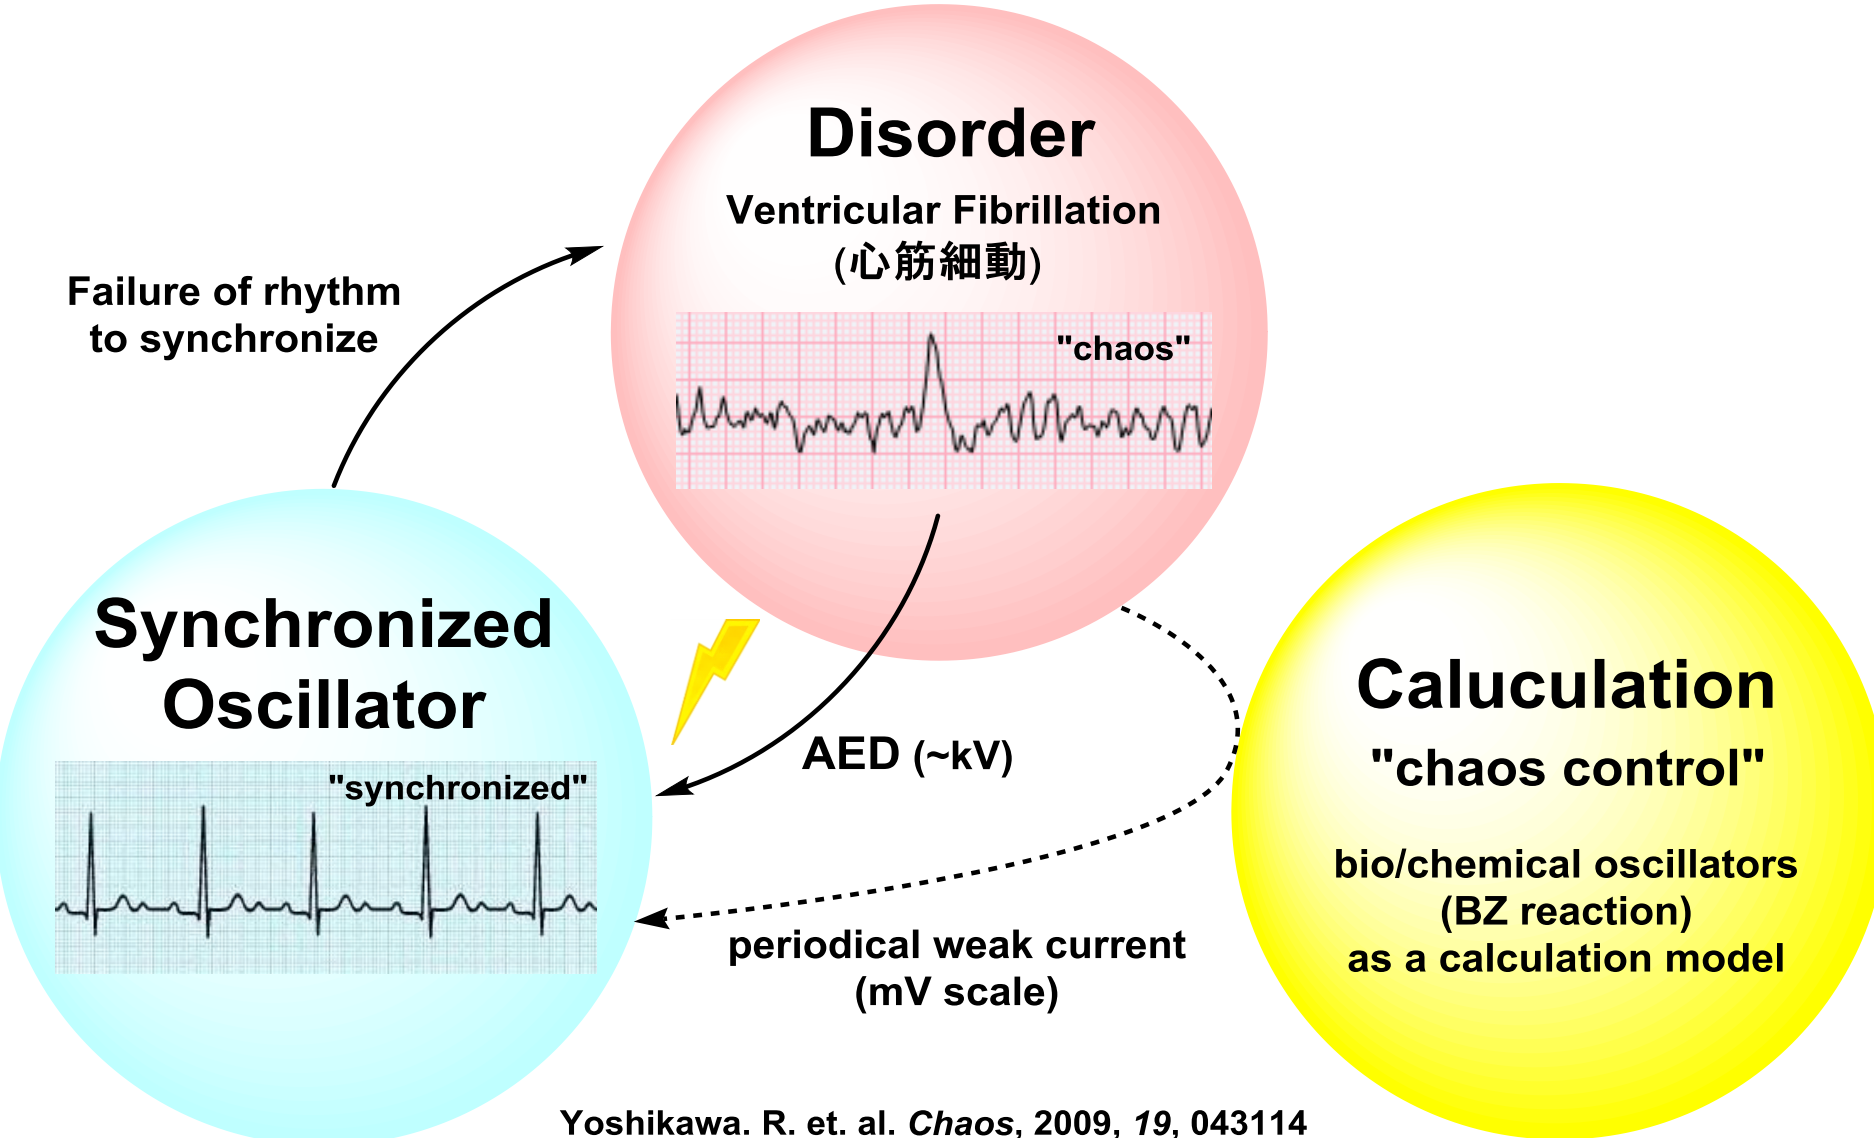 Disorder
Ventricular Fibrillation
(心筋細動)
"chaos"
Failure of rhythm
to synchronize
Synchronized
Oscillator
"synchronized"
AED (~kV)
periodical weak current
(mV scale)
Caluculation
"chaos control"
bio/chemical oscillators
(BZ reaction)
as a calculation model
Yoshikawa. R. et. al. Chaos, 2009, 19, 043114